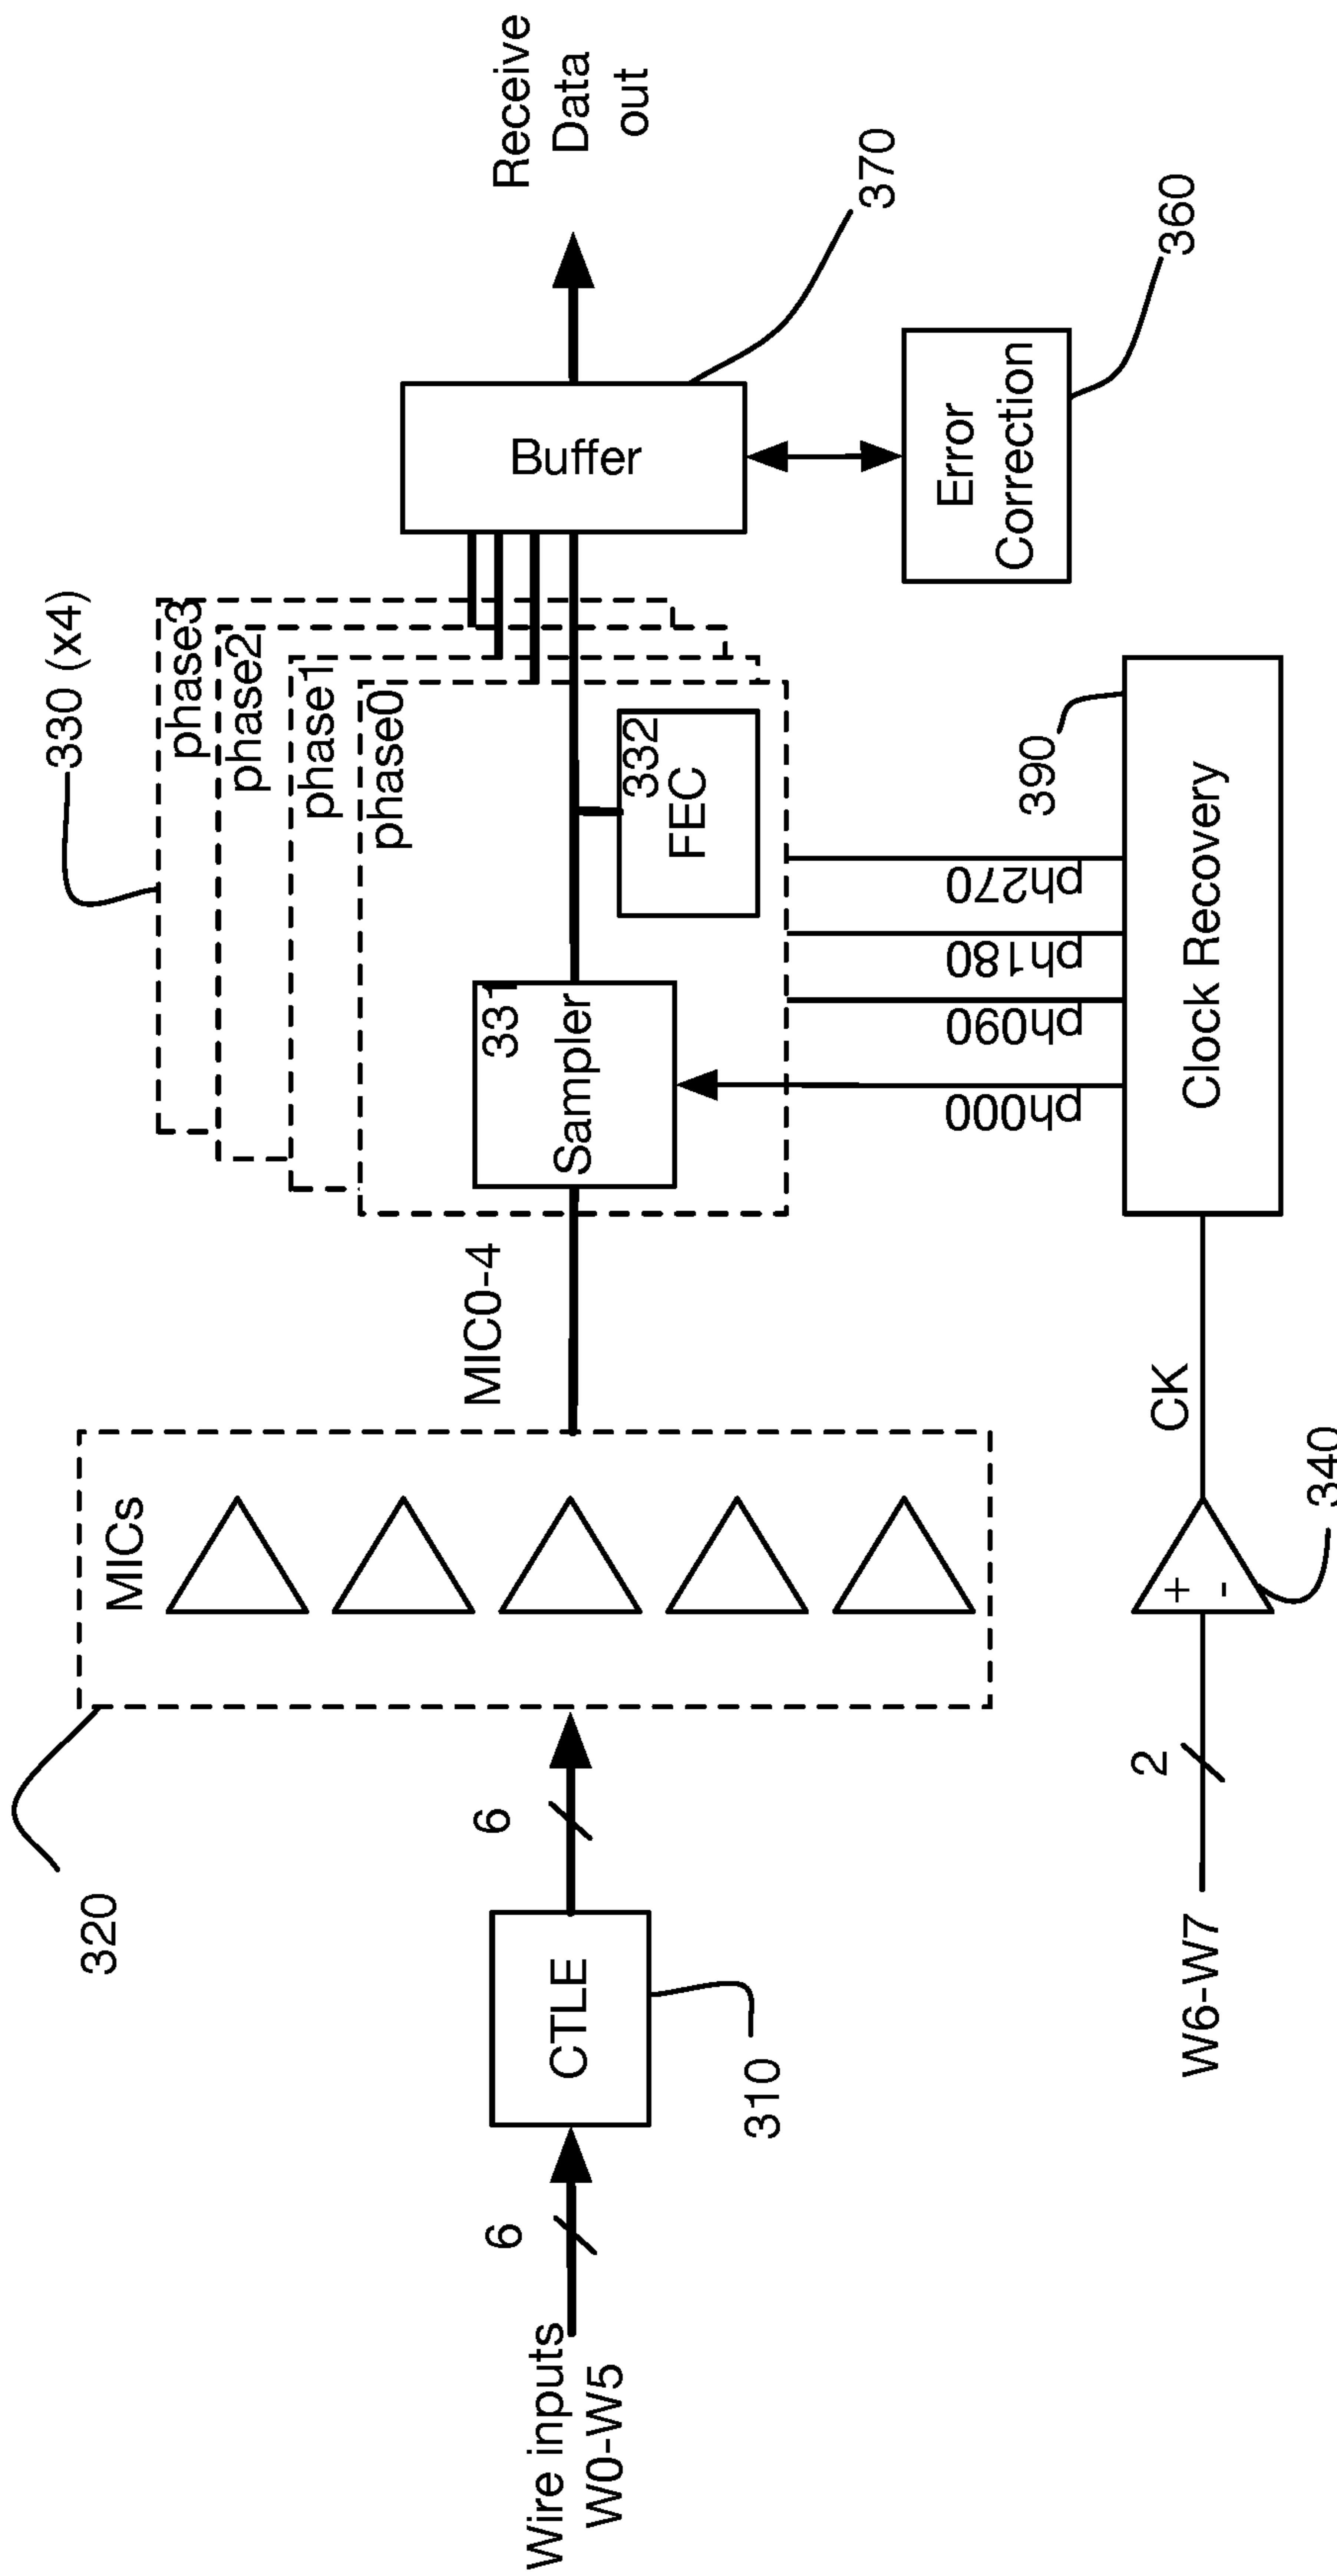 330 (x4)
phase3
phase2
phase1
phase0
320
MICs
MIC0-4
331
Sampler
332
FEC
Buffer
Receive
Data
out
370
Wire inputs
W0-W5
6
CTLE
310
6
ph000
ph090
ph180
ph270
Error
Correction
360
W6-W7
2
+
-
340
CK
Clock Recovery
390